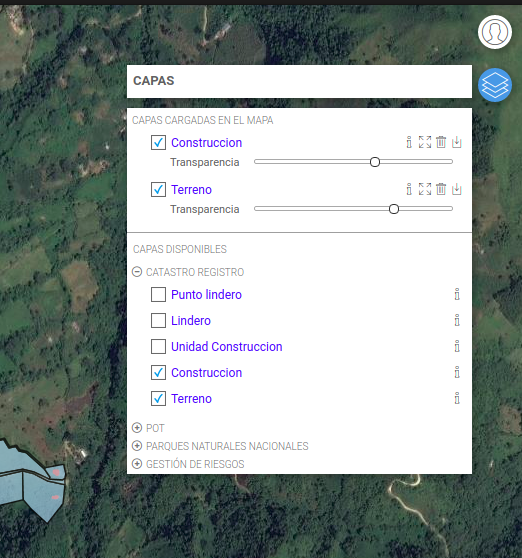 CAPAS
CAPAS CARGADAS EN EL MAPA
Construccion
Transparencia
Terreno
Transparencia
CAPAS DISPONIBLES
CATASTRO REGISTRO
Punto lindero
Lindero
Unidad Construccion
Construccion
Terreno
POT
PARQUES NATURALES NACIONALES
GESTIÓN DE RIESGOS